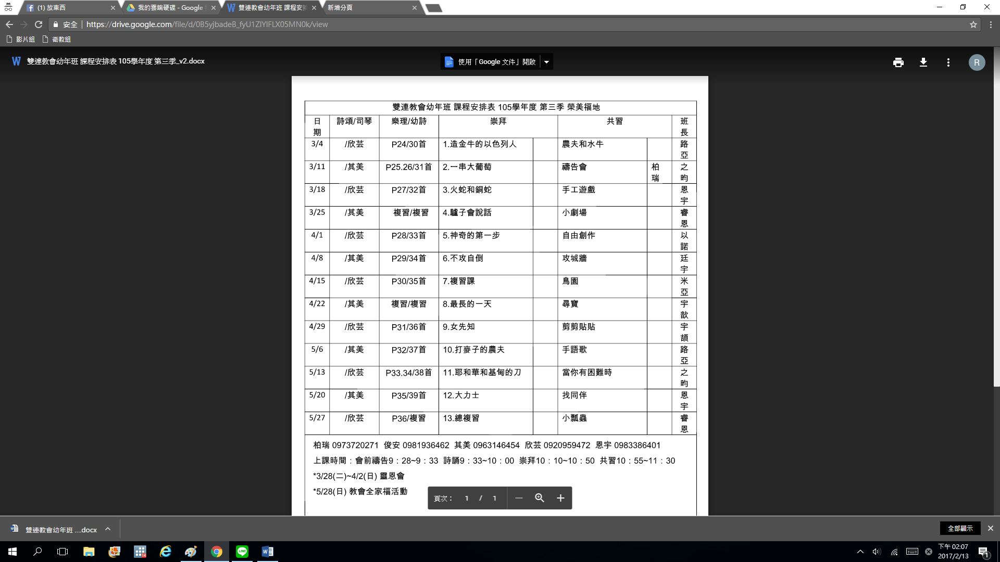 (1) 放東西
我的雲端硬碟 - Google
雙連教會幼年班 課程安排
新增分頁
安全 https://drive.google.com/file/d/0B5yjbadeB_fyU1ZlYlFLX05MN0k/view
影片組 衛教組
雙連教會幼年班 課程安排表 105學年度 第三季_v2.docx
使用「Google 文件」開啟
R
雙連教會幼年班 課程安排表 105學年度 第三季 榮美福地
日期 詩頌/司琴 樂理/幼詩 崇拜 共習 班長
3/4 /欣芸 P24/30首 1.造金牛的以色列人 農夫和水牛 路亞
3/11 /其美 P25.26/31首 2.一串大葡萄 禱告會 柏瑞 之昀
3/18 /欣芸 P27/32首 3.火蛇和銅蛇 手工遊戲 恩宇
3/25 /其美 複習/複習 4.驢子會說話 小劇場 睿恩
4/1 /欣芸 P28/33首 5.神奇的第一步 自由創作 以諾
4/8 /其美 P29/34首 6.不攻自倒 攻城牆 廷宇
4/15 /欣芸 P30/35首 7.複習課 鳥園 米亞
4/22 /其美 複習/複習 8.最長的一天 尋寶 宇歆
4/29 /欣芸 P31/36首 9.女先知 剪剪貼貼 宇頡
5/6 /其美 P32/37首 10.打麥子的農夫 手語歌 路亞
5/13 /欣芸 P33.34/38首 11.耶和華和基甸的刀 當你有困難時 之昀
5/20 /其美 P35/39首 12.大力士 找同伴 恩宇
5/27 /欣芸 P36/複習 13.總複習 小瓢蟲 睿恩
柏瑞 0973720271 俊安 0981936462 其美 0963146454 欣芸 0920959472 恩宇 0983386401
上課時間：會前禱告9：28~9：33 詩誦9：33~10：00 崇拜10：10~10：50 共習10：55~11：30
*3/28(二)~4/2(日) 靈恩會
*5/28(日) 教會全家福活動
頁次： 1 / 1
雙連教會幼年班 ....docx
全部顯示
14
下午 02:07
2017/2/13
1